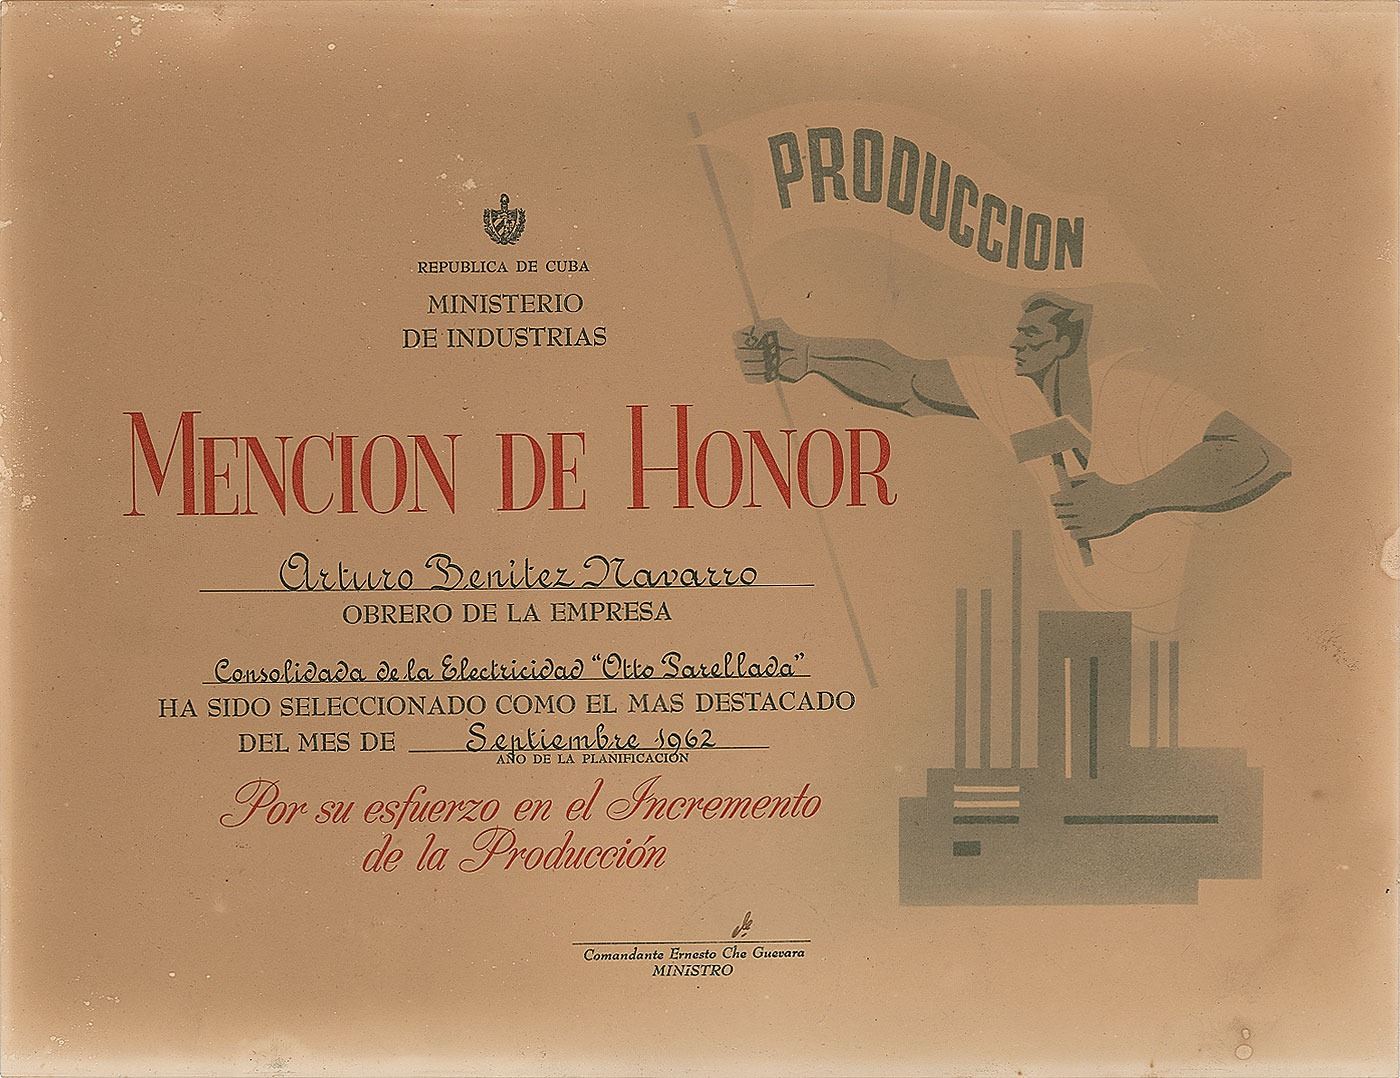 PRODUCCION
REPUBLICA DE CUBA
MINISTERIO
DE INDUSTRIAS
MENCION DE HONOR
Arturo Benitez Navarro
OBRERO DE LA EMPRESA
Consolidada de la Electricidad "Otto Parellada"
HA SIDO SELECCIONADO COMO EL MAS DESTACADO
DEL MES DE Septiembre 1962
AÑO DE LA PLANIFICACION
Por su esfuerzo en el Incremento
de la Producción
Comandante Ernesto Che Guevara
MINISTRO